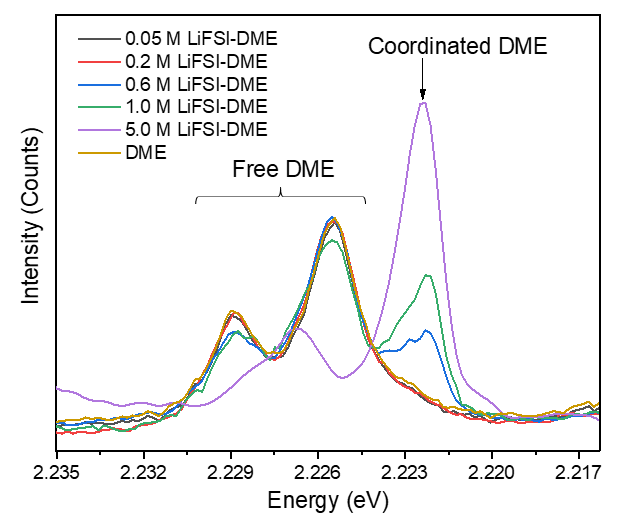 0.05 M LiFSI-DME
0.2 M LiFSI-DME
0.6 M LiFSI-DME
1.0 M LiFSI-DME
5.0 M LiFSI-DME
DME
Coordinated DME
Free DME
Intensity (Counts)
2.235 2.232 2.229 2.226 2.223 2.220 2.217
Energy (eV)